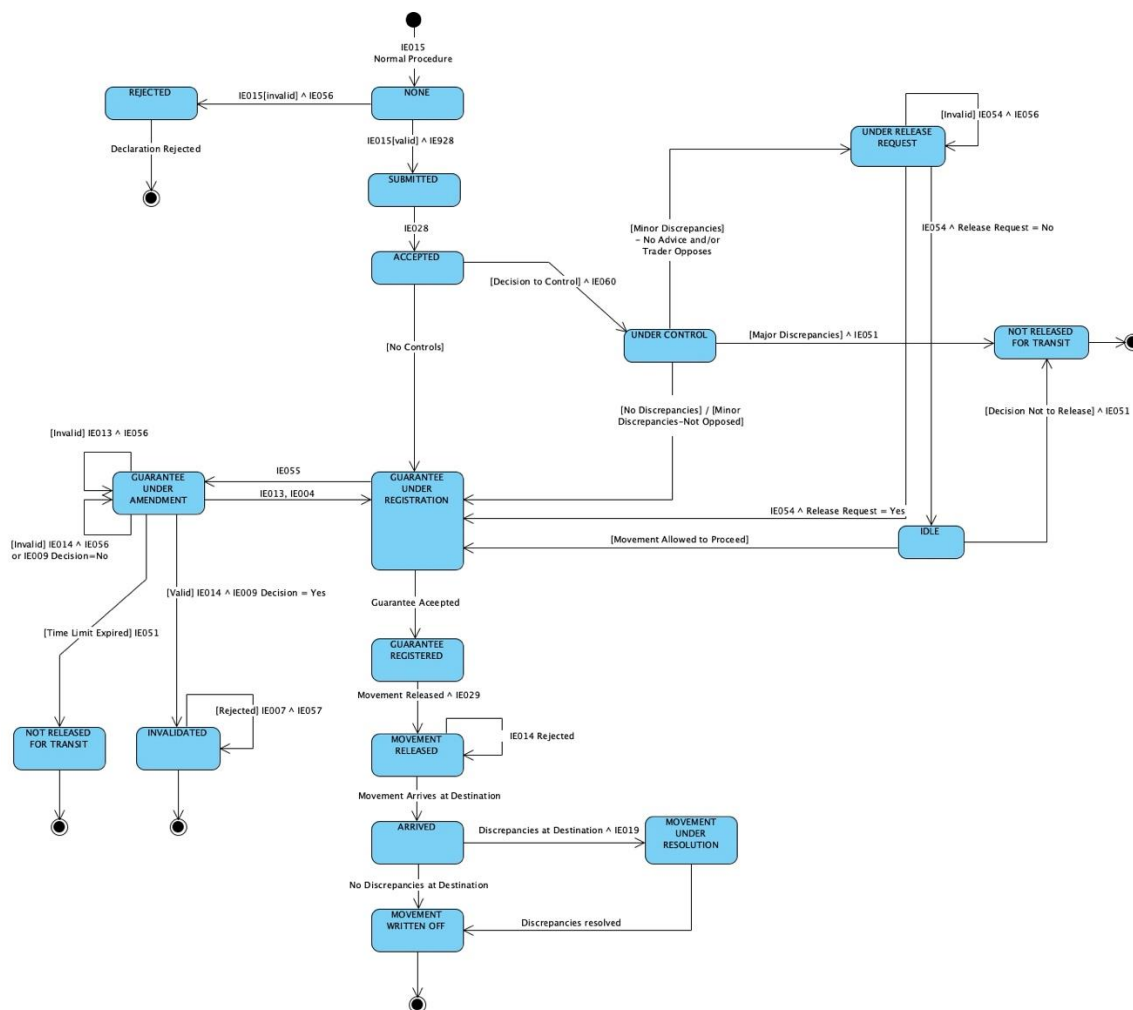 IE015
Normal Procedure
REJECTED
IE015[invalid] ^ IE056
NONE
Declaration Rejected
IE015[valid] ^ IE928
[Invalid] IE054 ^ IE056
UNDER RELEASE
REQUEST
SUBMITTED
IE028
[Minor Discrepancies]
- No Advice and/or
Trader Opposes
IE054 ^ Release Request = No
ACCEPTED
[Decision to Control] ^ IE060
UNDER CONTROL
[Major Discrepancies] ^ IE051
NOT RELEASED
FOR TRANSIT
[No Controls]
[No Discrepancies] / [Minor
Discrepancies-Not Opposed]
[Decision Not to Release] ^ IE051
[Invalid] IE013 ^ IE056
GUARANTEE
UNDER
AMENDMENT
IE055
IE013, IE004
GUARANTEE
UNDER
REGISTRATION
IE054 ^ Release Request = Yes
IDLE
[Movement Allowed to Proceed]
[Invalid] IE014 ^ IE056
or IE009 Decision=No
[Valid] IE014 ^ IE009 Decision = Yes
Guarantee Aceepted
[Time Limit Expired] IE051
GUARANTEE
REGISTERED
Movement Released ^ IE029
[Rejected] IE007 ^ IE057
NOT RELEASED
FOR TRANSIT
INVALIDATED
MOVEMENT
RELEASED
IE014 Rejected
Movement Arrives at Destination
ARRIVED
Discrepancies at Destination ^ IE019
MOVEMENT
UNDER
RESOLUTION
No Discrepancies at Destination
MOVEMENT
WRITTEN OFF
Discrepancies resolved